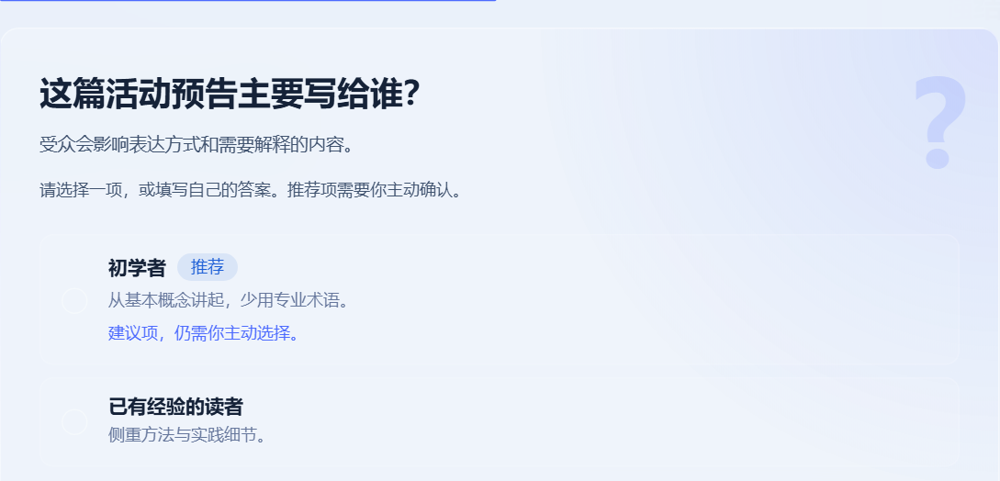 这篇活动预告主要写给谁？
受众会影响表达方式和需要解释的内容。
请选择一项，或填写自己的答案。推荐项需要你主动确认。
?
初学者 推荐
从基本概念讲起，少用专业术语。
建议项，仍需你主动选择。
已有经验的读者
侧重方法与实践细节。